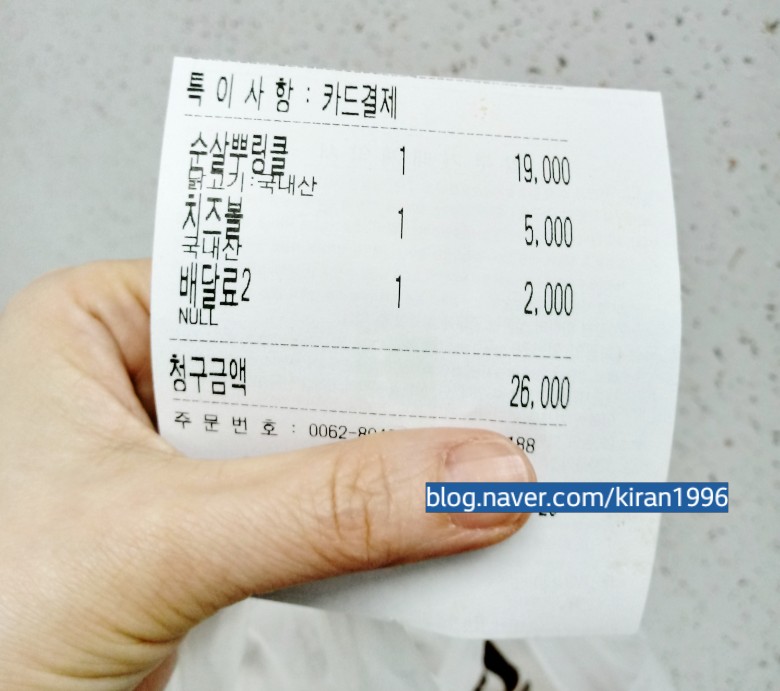 특이사항 : 카드결제
순살뿌링클 1 19,000
닭고기:국내산
치즈볼 1 5,000
국내산
배달료2 1 2,000
NULL
청구금액 26,000
주문번호 : 0062-
blog.naver.com/kiran1996